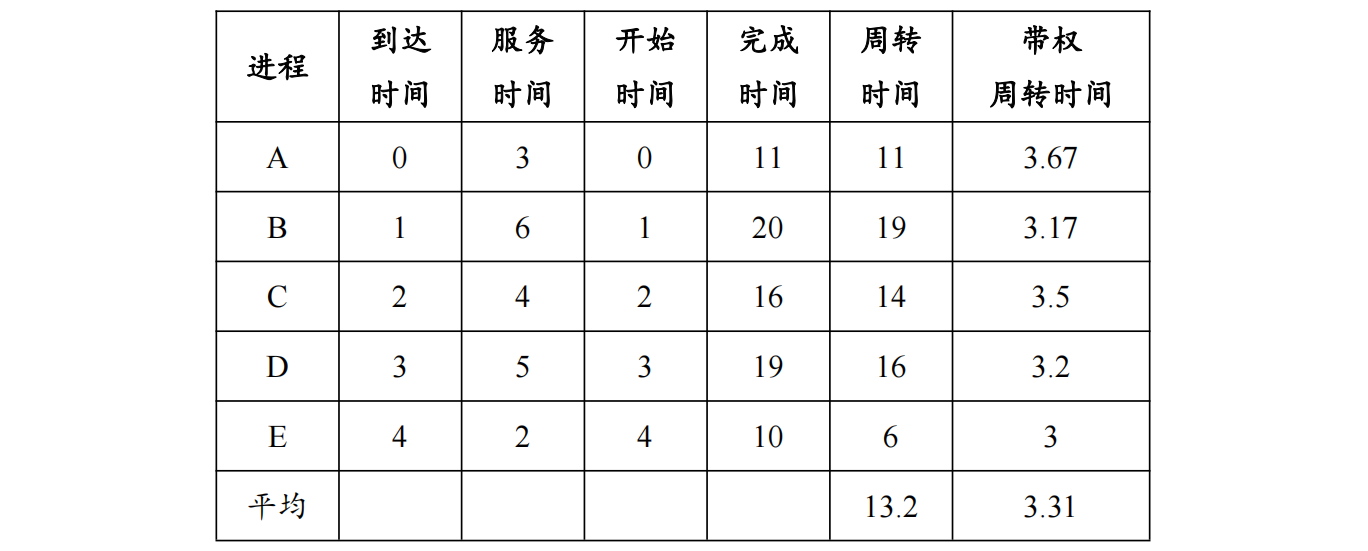 进程 到达时间 服务时间 开始时间 完成时间 周转时间 带权周转时间
A 0 3 0 11 11 3.67
B 1 6 1 20 19 3.17
C 2 4 2 16 14 3.5
D 3 5 3 19 16 3.2
E 4 2 4 10 6 3
平均 13.2 3.31